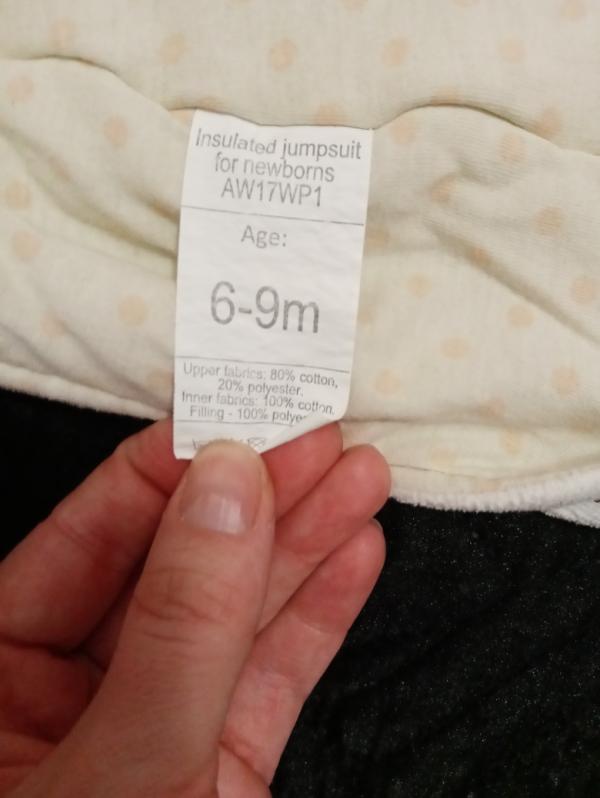 Insulated jumpsuit
for newborns
AW17WP1
Age:
6-9m
Upper fabrics: 80% cotton,
20% polyester.
Inner fabrics: 100% cotton.
Filling - 100% polye